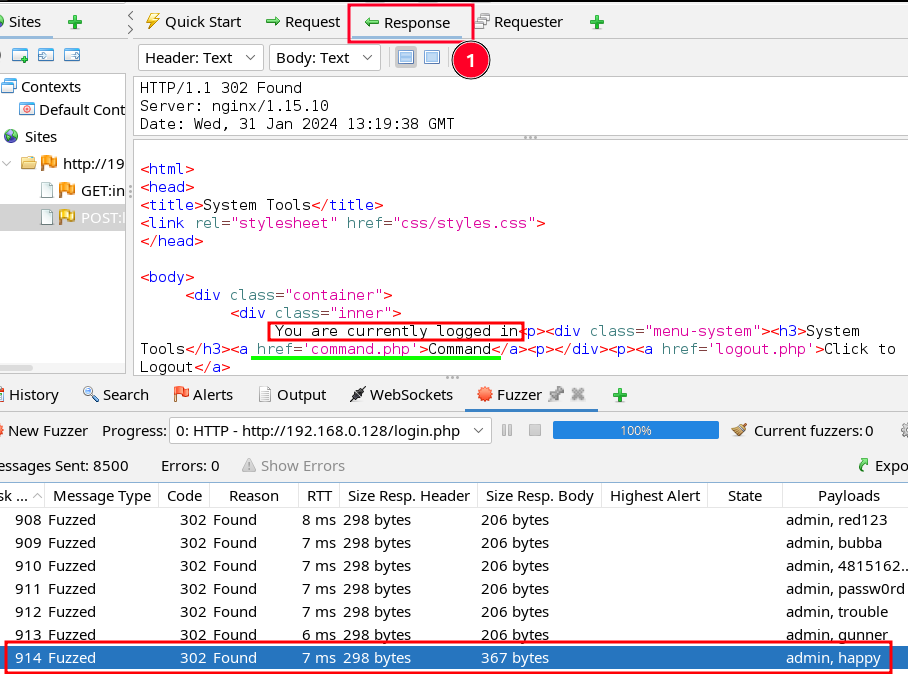 Sites
Quick Start
Request
Response
Requester
Header: Text
Body: Text
1
Contexts
Default Cont
Sites
http://19
GET:in
POST:l
HTTP/1.1 302 Found
Server: nginx/1.15.10
Date: Wed, 31 Jan 2024 13:19:38 GMT
<html>
<head>
<title>System Tools</title>
<link rel="stylesheet" href="css/styles.css">
</head>
<body>
<div class="container">
<div class="inner">
You are currently logged in<p><div class="menu-system"><h3>System
Tools</h3><a href='command.php'>Command</a><p></div><p><a href='logout.php'>Click to
Logout</a>
History
Search
Alerts
Output
WebSockets
Fuzzer
New Fuzzer
Progress:
0: HTTP - http://192.168.0.128/login.php
100%
Current fuzzers: 0
essages Sent: 8500
Errors: 0
Show Errors
Expo
sk ... Message Type Code Reason RTT Size Resp. Header Size Resp. Body Highest Alert State Payloads
908 Fuzzed 302 Found 8 ms 298 bytes 206 bytes admin, red123
909 Fuzzed 302 Found 7 ms 298 bytes 206 bytes admin, bubba
910 Fuzzed 302 Found 7 ms 298 bytes 206 bytes admin, 4815162...
911 Fuzzed 302 Found 7 ms 298 bytes 206 bytes admin, passw0rd
912 Fuzzed 302 Found 7 ms 298 bytes 206 bytes admin, trouble
913 Fuzzed 302 Found 6 ms 298 bytes 206 bytes admin, gunner
914 Fuzzed 302 Found 7 ms 298 bytes 367 bytes admin, happy